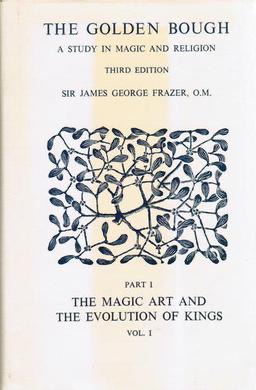 THE GOLDEN BOUGH
A STUDY IN MAGIC AND RELIGION
THIRD EDITION
SIR JAMES GEORGE FRAZER, O.M.
PART I
THE MAGIC ART AND
THE EVOLUTION OF KINGS
VOL. I